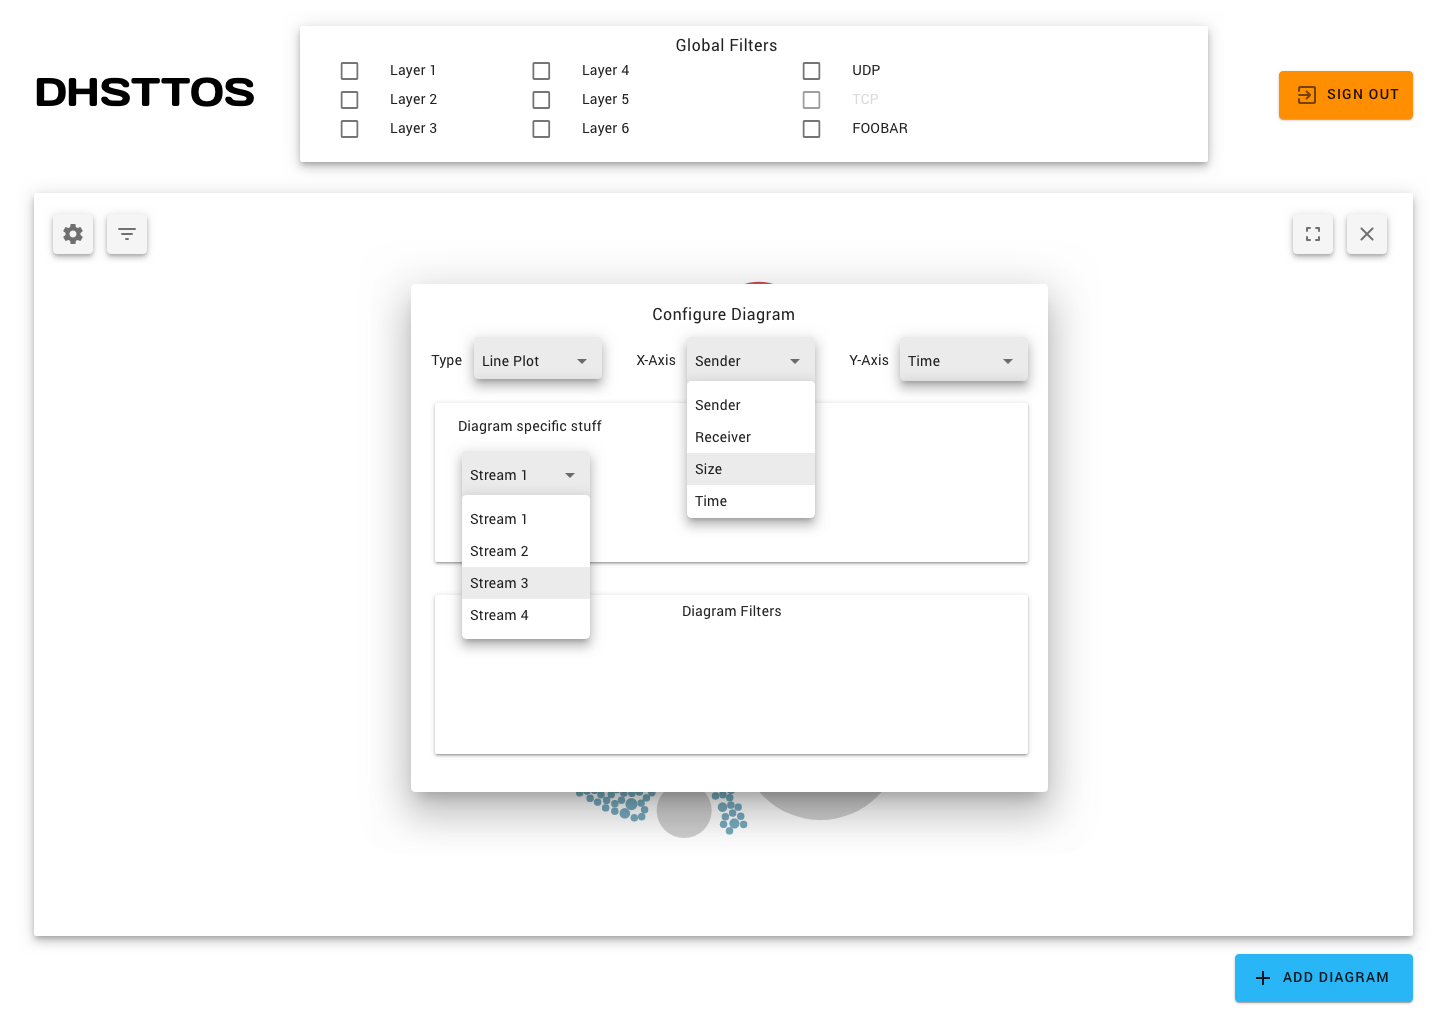 Global Filters
DHSTTOS
Layer 1 Layer 4 UDP
Layer 2 Layer 5 TCP
Layer 3 Layer 6 FOOBAR
SIGN OUT
Configure Diagram
Type Line Plot X-Axis Sender Y-Axis Time
Sender
Receiver
Size
Time
Diagram specific stuff
Stream 1
Stream 1
Stream 2
Stream 3
Stream 4
Diagram Filters
ADD DIAGRAM